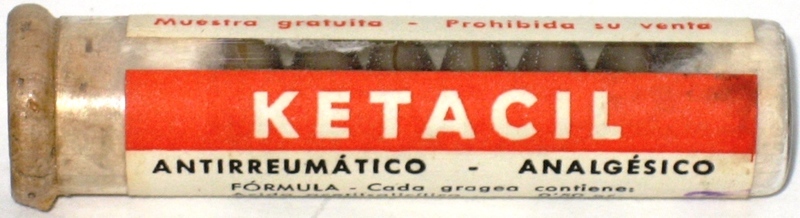 Muestra gratuita - Prohibida su venta
KETACIL
ANTIRREUMÁTICO - ANALGÉSICO
FÓRMULA - Cada gragea contiene: